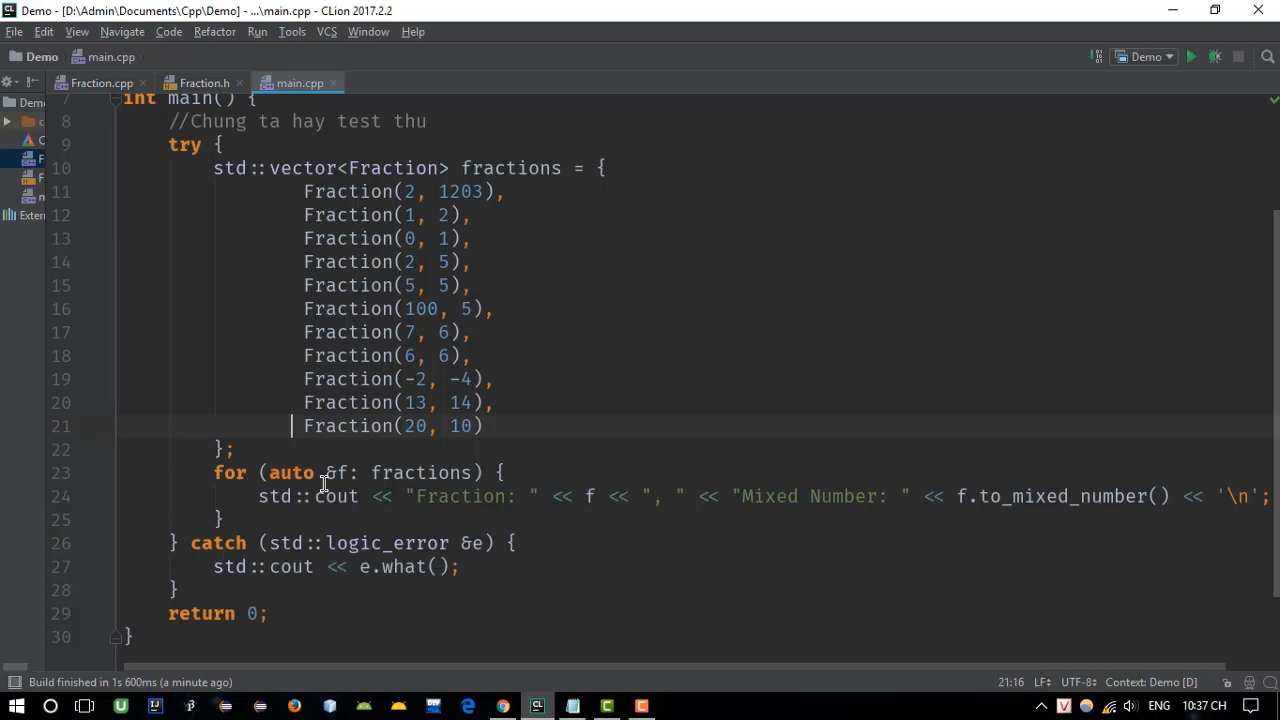 Demo - [D:\Admin\Documents\Cpp\Demo] - ...\main.cpp - CLion 2017.2.2
File Edit View Navigate Code Refactor Run Tools VCS Window Help
Demo main.cpp Demo
Fraction.cpp Fraction.h main.cpp
7 int main() {
8 //Chung ta hay test thu
9 try {
10 std::vector<Fraction> fractions = {
11 Fraction(2, 1203),
12 Fraction(1, 2),
13 Fraction(0, 1),
14 Fraction(2, 5),
15 Fraction(5, 5),
16 Fraction(100, 5),
17 Fraction(7, 6),
18 Fraction(6, 6),
19 Fraction(-2, -4),
20 Fraction(13, 14),
21 Fraction(20, 10)
22 };
23 for (auto &f: fractions) {
24 std::cout << "Fraction: " << f << ", " << "Mixed Number: " << f.to_mixed_number() << '\n';
25 }
26 } catch (std::logic_error &e) {
27 std::cout << e.what();
28 }
29 return 0;
30 }
Demo
Exter
Build finished in 1s 600ms (a minute ago) 21:16 LF÷ UTF-8÷ Context: Demo [D]
ENG 10:37 CH